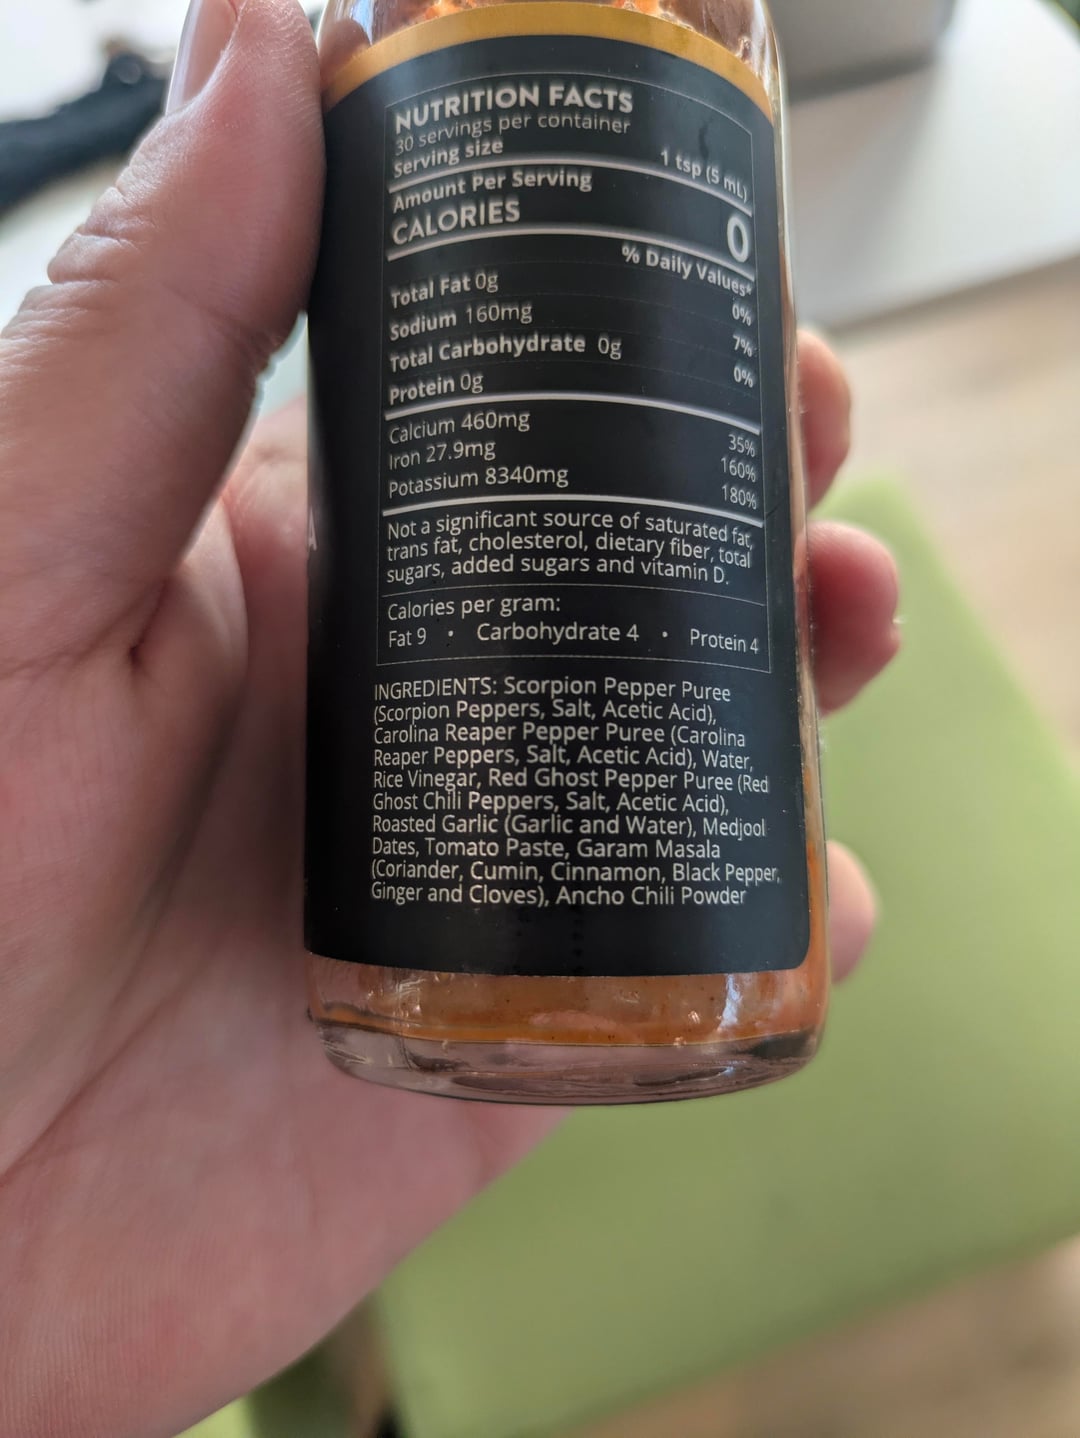 NUTRITION FACTS
30 servings per container
Serving size 1 tsp (5 mL)
Amount Per Serving
CALORIES 0
% Daily Values*
Total Fat 0g 0%
Sodium 160mg 7%
Total Carbohydrate 0g 0%
Protein 0g
Calcium 460mg 35%
Iron 27.9mg 160%
Potassium 8340mg 180%
Not a significant source of saturated fat,
trans fat, cholesterol, dietary fiber, total
sugars, added sugars and vitamin D.
Calories per gram:
Fat 9 • Carbohydrate 4 • Protein 4
INGREDIENTS: Scorpion Pepper Puree
(Scorpion Peppers, Salt, Acetic Acid),
Carolina Reaper Pepper Puree (Carolina
Reaper Peppers, Salt, Acetic Acid), Water,
Rice Vinegar, Red Ghost Pepper Puree (Red
Ghost Chili Peppers, Salt, Acetic Acid),
Roasted Garlic (Garlic and Water), Medjool
Dates, Tomato Paste, Garam Masala
(Coriander, Cumin, Cinnamon, Black Pepper,
Ginger and Cloves), Ancho Chili Powder